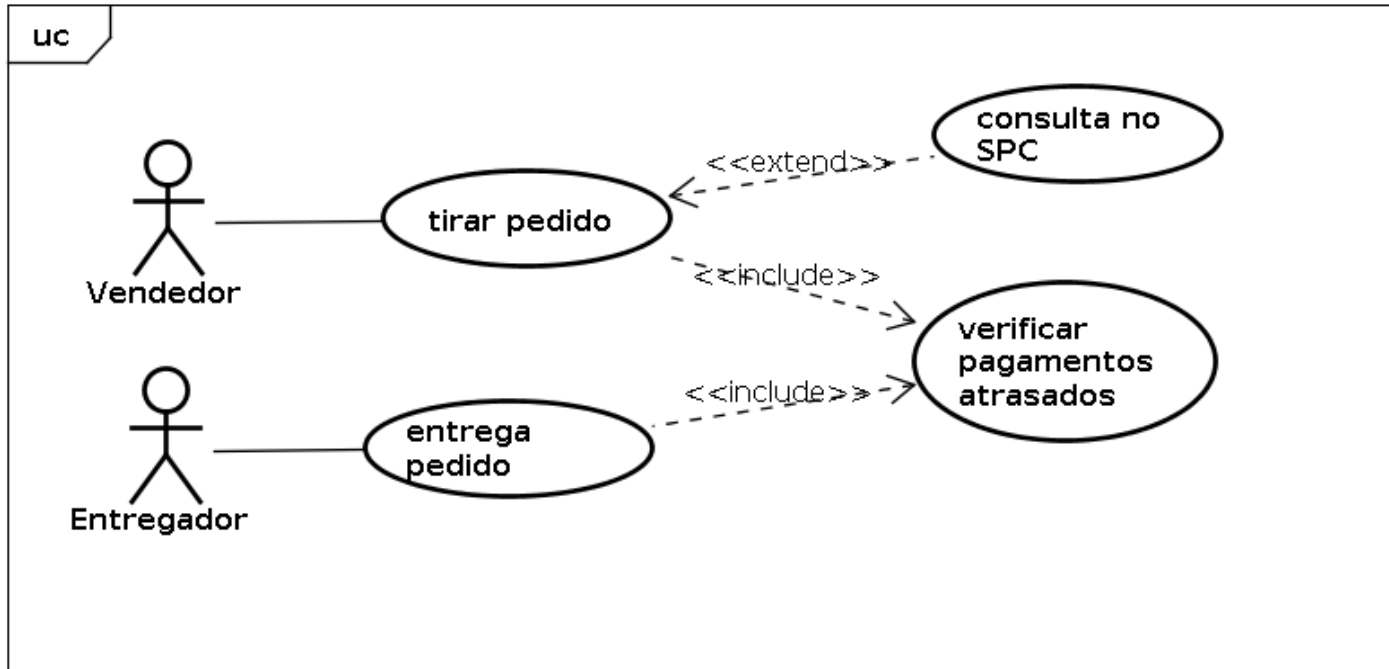 uc
consulta no
SPC
<<extend>>
tirar pedido
<<include>>
Vendedor
verificar
pagamentos
atrasados
<<include>>
entrega
pedido
Entregador